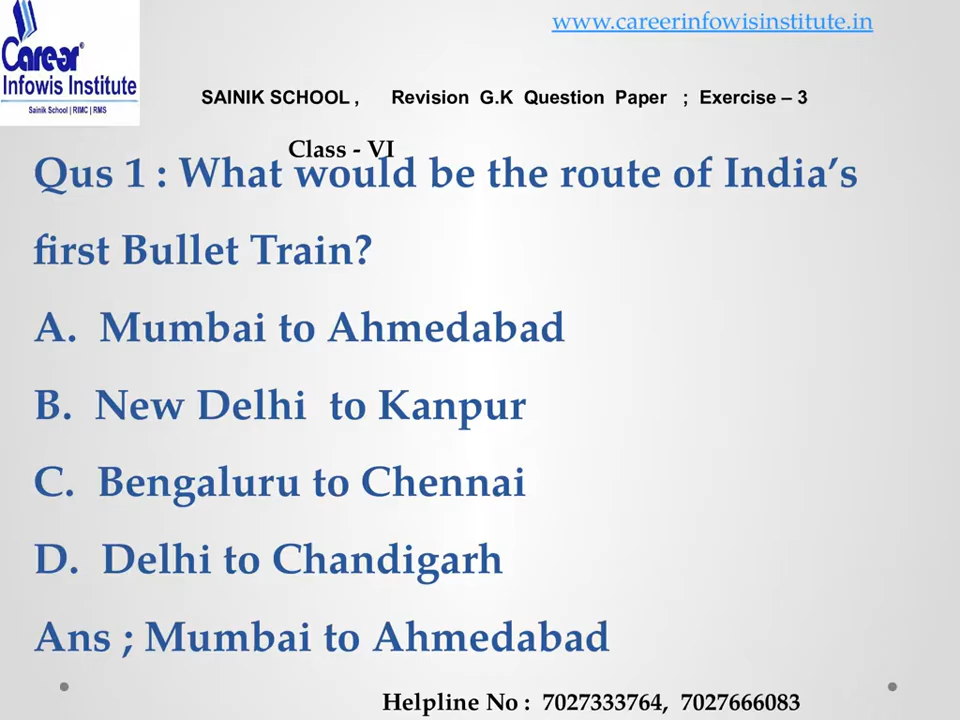 www.careerinfowisinstitute.in
Career®
Infowis Institute
Sainik School | RIMC | RMS
SAINIK SCHOOL , Revision G.K Question Paper ; Exercise – 3
Class - VI
Qus 1 : What would be the route of India’s
first Bullet Train?
A. Mumbai to Ahmedabad
B. New Delhi to Kanpur
C. Bengaluru to Chennai
D. Delhi to Chandigarh
Ans ; Mumbai to Ahmedabad
Helpline No : 7027333764, 7027666083